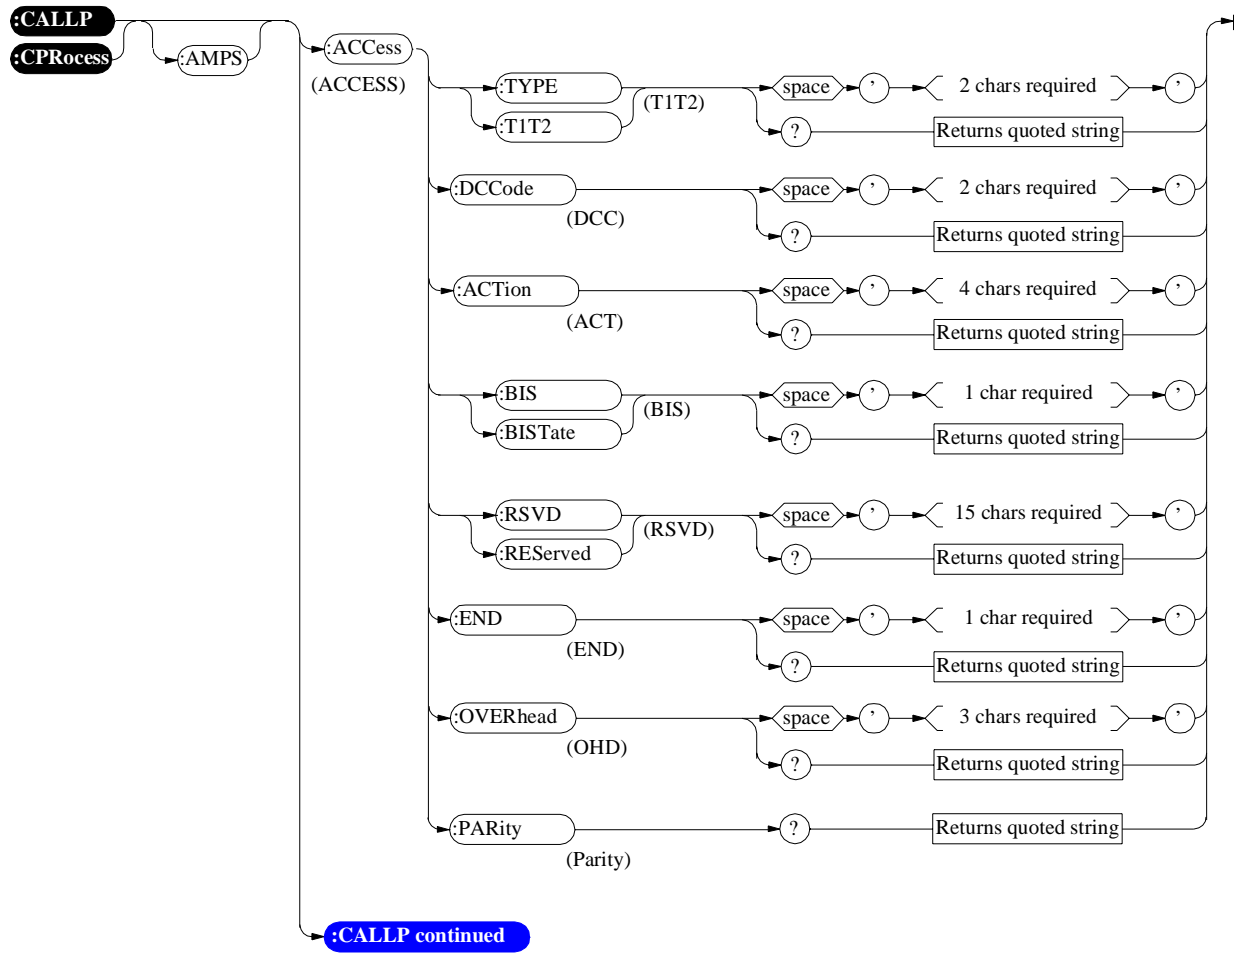 :CALLP
:CPRocess
:AMPS
:ACCess
(ACCESS)
:TYPE
:T1T2
(T1T2)
space ’ 2 chars required ’
? Returns quoted string
:DCCode
(DCC)
space ’ 2 chars required ’
? Returns quoted string
:ACTion
(ACT)
space ’ 4 chars required ’
? Returns quoted string
:BIS
:BISTate
(BIS)
space ’ 1 char required ’
? Returns quoted string
:RSVD
:REServed
(RSVD)
space ’ 15 chars required ’
? Returns quoted string
:END
(END)
space ’ 1 char required ’
? Returns quoted string
:OVERhead
(OHD)
space ’ 3 chars required ’
? Returns quoted string
:PARity
(Parity)
? Returns quoted string
:CALLP continued